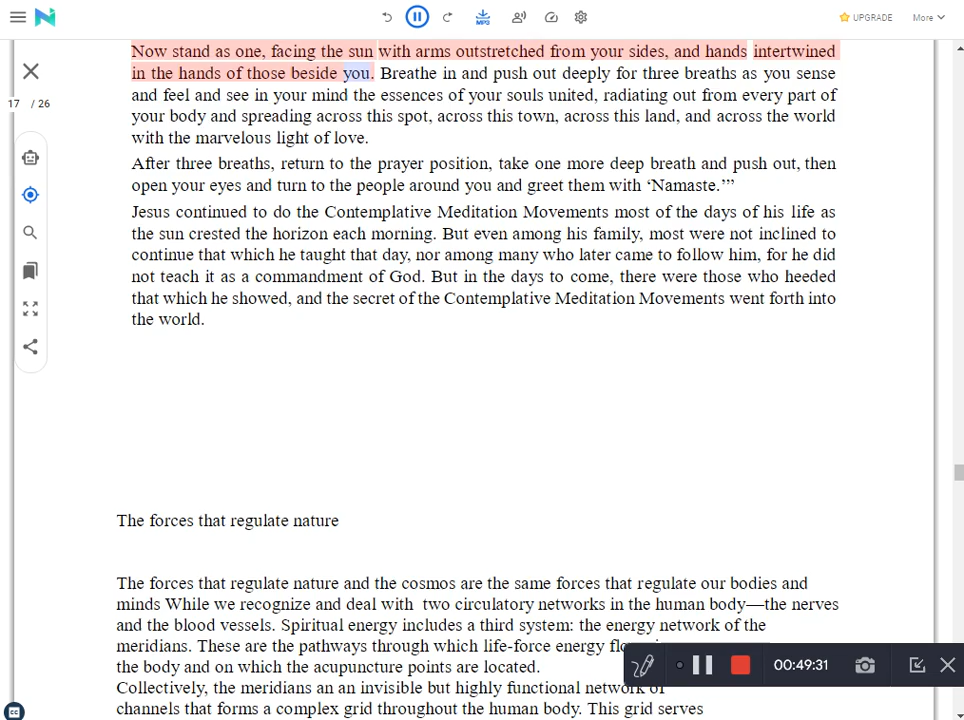 MP3
UPGRADE
More
Now stand as one, facing the sun with arms outstretched from your sides, and hands intertwined
in the hands of those beside you. Breathe in and push out deeply for three breaths as you sense
17 / 26
and feel and see in your mind the essences of your souls united, radiating out from every part of
your body and spreading across this spot, across this town, across this land, and across the world
with the marvelous light of love.
After three breaths, return to the prayer position, take one more deep breath and push out, then
open your eyes and turn to the people around you and greet them with ‘Namaste.’”
Jesus continued to do the Contemplative Meditation Movements most of the days of his life as
the sun crested the horizon each morning. But even among his family, most were not inclined to
continue that which he taught that day, nor among many who later came to follow him, for he did
not teach it as a commandment of God. But in the days to come, there were those who heeded
that which he showed, and the secret of the Contemplative Meditation Movements went forth into
the world.
The forces that regulate nature
The forces that regulate nature and the cosmos are the same forces that regulate our bodies and
minds While we recognize and deal with two circulatory networks in the human body—the nerves
and the blood vessels. Spiritual energy includes a third system: the energy network of the
meridians. These are the pathways through which life-force energy
the body and on which the acupuncture points are located.
00:49:31
Collectively, the meridians an an invisible but highly functional network of
channels that forms a complex grid throughout the human body. This grid serves
CC